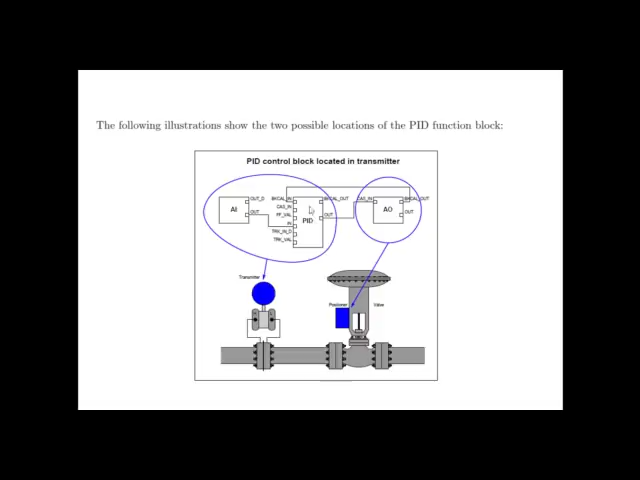 The following illustrations show the two possible locations of the PID function block:
PID control block located in transmitter
AI
OUT_D
OUT
BKCAL_IN
CAS_IN
FF_VAL
IN
TRK_IN_D
TRK_VAL
PID
BKCAL_OUT
OUT
CAS_IN
AO
BKCAL_OUT
OUT
Transmitter
Positioner
Valve